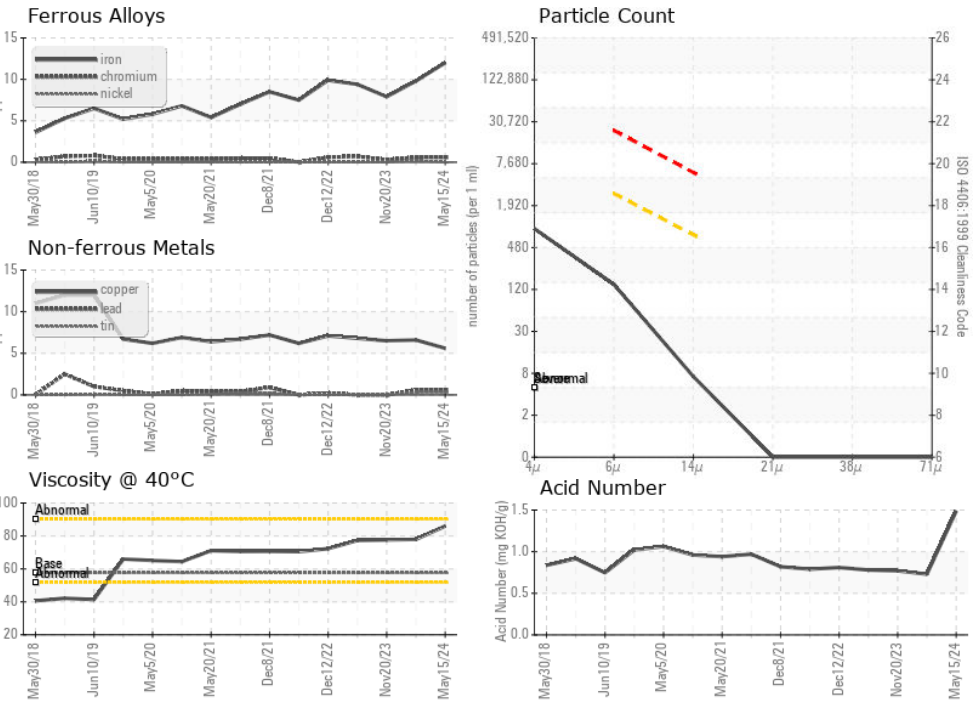 Ferrous Alloys
15
10
5
0
iron
chromium
nickel
May30/18
Jun10/19
May5/20
May20/21
Dec8/21
Dec12/22
Nov20/23
May15/24
Non-ferrous Metals
15
10
5
0
copper
lead
tin
May30/18
Jun10/19
May5/20
May20/21
Dec8/21
Dec12/22
Nov20/23
May15/24
Viscosity @ 40°C
100
80
60
40
20
Abnormal
Base
Abnormal
May30/18
Jun10/19
May5/20
May20/21
Dec8/21
Dec12/22
Nov20/23
May15/24
Particle Count
number of particles (per 1 ml)
491,520
122,880
30,720
7,680
1,920
480
120
30
8
2
0
Abnormal
4µ
6µ
14µ
21µ
38µ
71µ
26
24
22
20
18
16
14
12
10
8
6
ISO 4406:1999 Cleanliness Code
Acid Number
Acid Number (mg KOH/g)
1.5
1.0
0.5
0.0
May30/18
Jun10/19
May5/20
May20/21
Dec8/21
Dec12/22
Nov20/23
May15/24